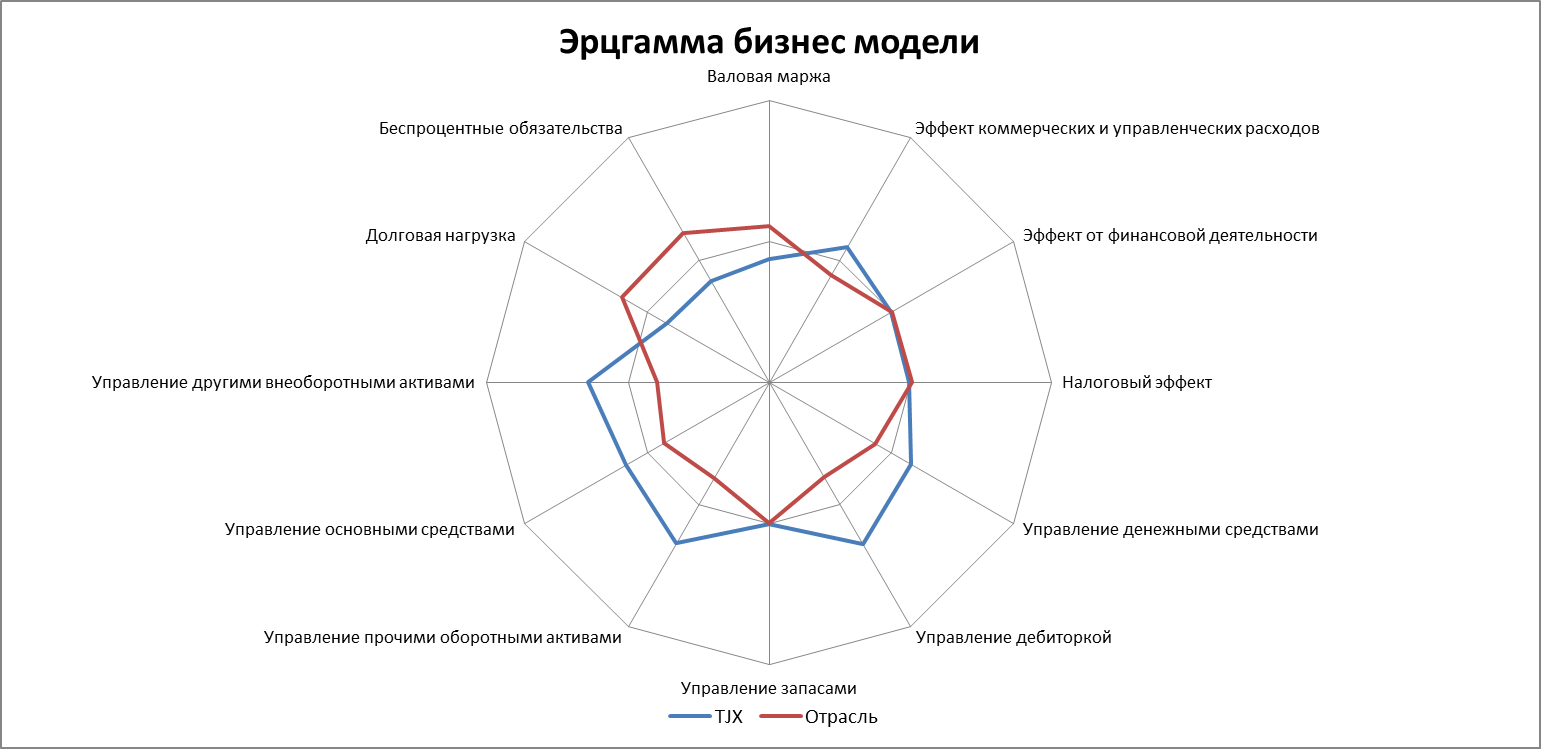 Эрцгамма бизнес модели
Валовая маржа
Беспроцентные обязательства
Эффект коммерческих и управленческих расходов
Долговая нагрузка
Эффект от финансовой деятельности
Управление другими внеоборотными активами
Налоговый эффект
Управление основными средствами
Управление денежными средствами
Управление прочими оборотными активами
Управление дебиторкой
Управление запасами
TJX
Отрасль